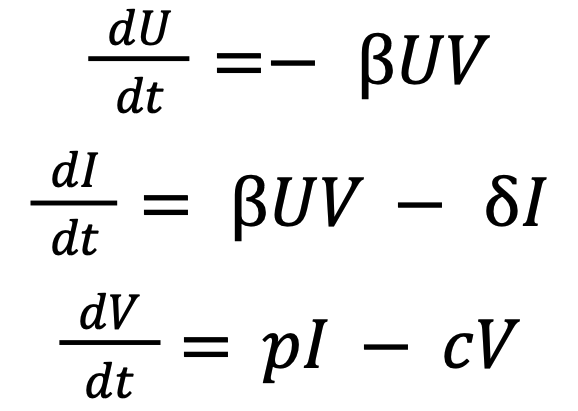 dU/dt = − βUV
dI/dt = βUV − δI
dV/dt = pI − cV